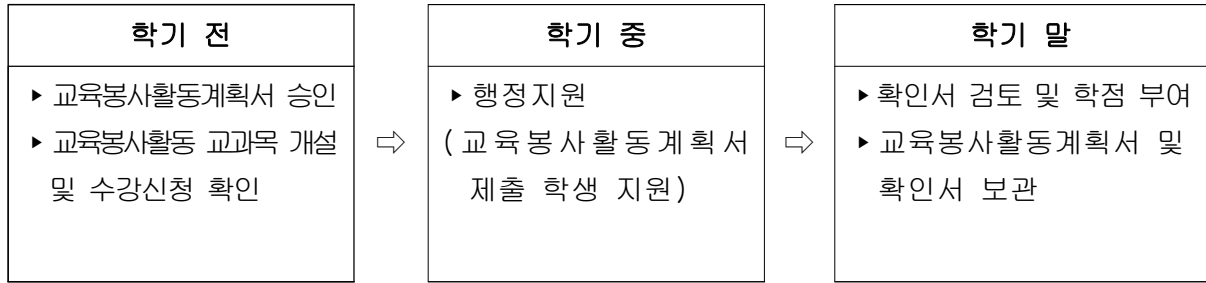 학기 전
▸ 교육봉사활동계획서 승인
▸ 교육봉사활동 교과목 개설
및 수강신청 확인
⇨
학기 중
▸ 행정지원
(교육봉사활동계획서
제출 학생 지원)
⇨
학기 말
▸확인서 검토 및 학점 부여
▸교육봉사활동계획서 및
확인서 보관